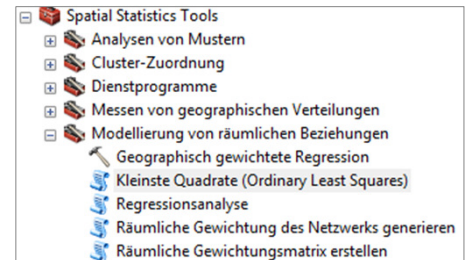 Spatial Statistics Tools
Analysen von Mustern
Cluster-Zuordnung
Dienstprogramme
Messen von geographischen Verteilungen
Modellierung von räumlichen Beziehungen
Geographisch gewichtete Regression
Kleinste Quadrate (Ordinary Least Squares)
Regressionsanalyse
Räumliche Gewichtung des Netzwerks generieren
Räumliche Gewichtungsmatrix erstellen